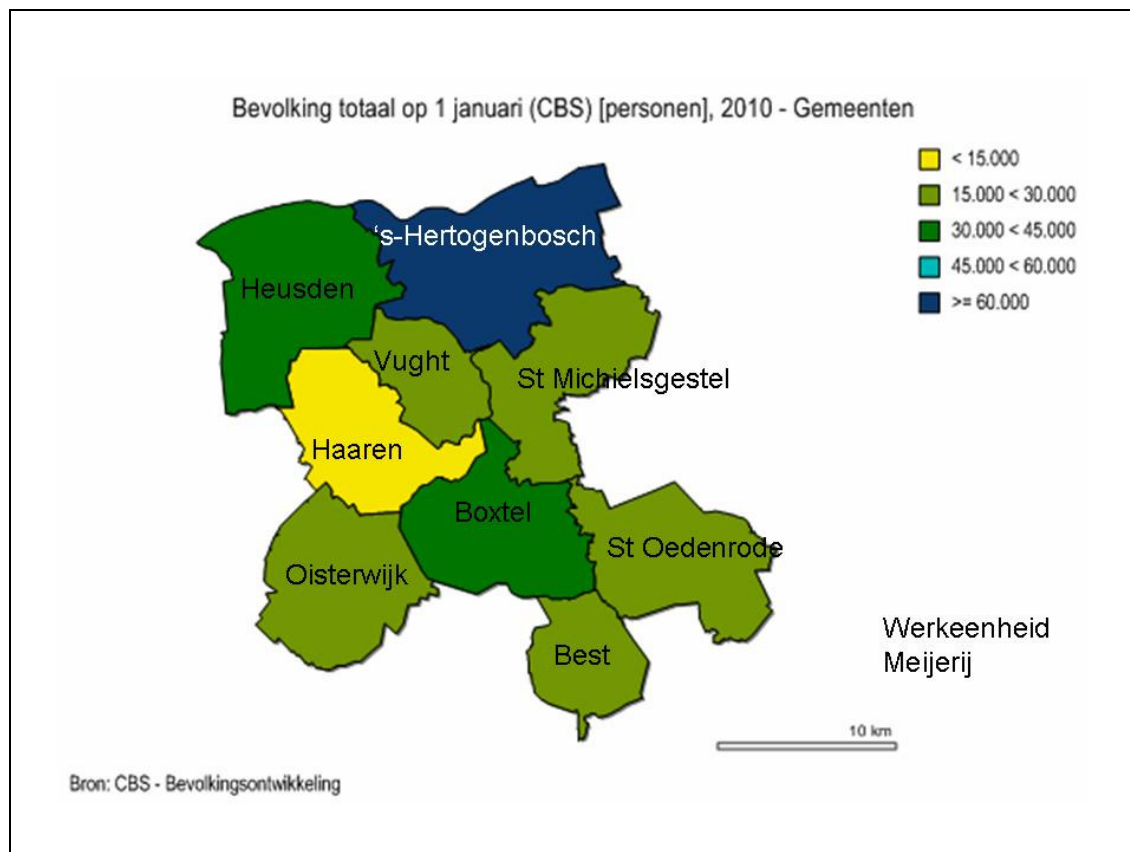 Bevolking totaal op 1 januari (CBS) [personen], 2010 - Gemeenten
< 15.000
15.000 < 30.000
30.000 < 45.000
45.000 < 60.000
>= 60.000
‘s-Hertogenbosch
Heusden
Vught
St Michielsgestel
Haaren
Boxtel
St Oedenrode
Oisterwijk
Best
Werkeenheid
Meijerij
10 km
Bron: CBS - Bevolkingsontwikkeling